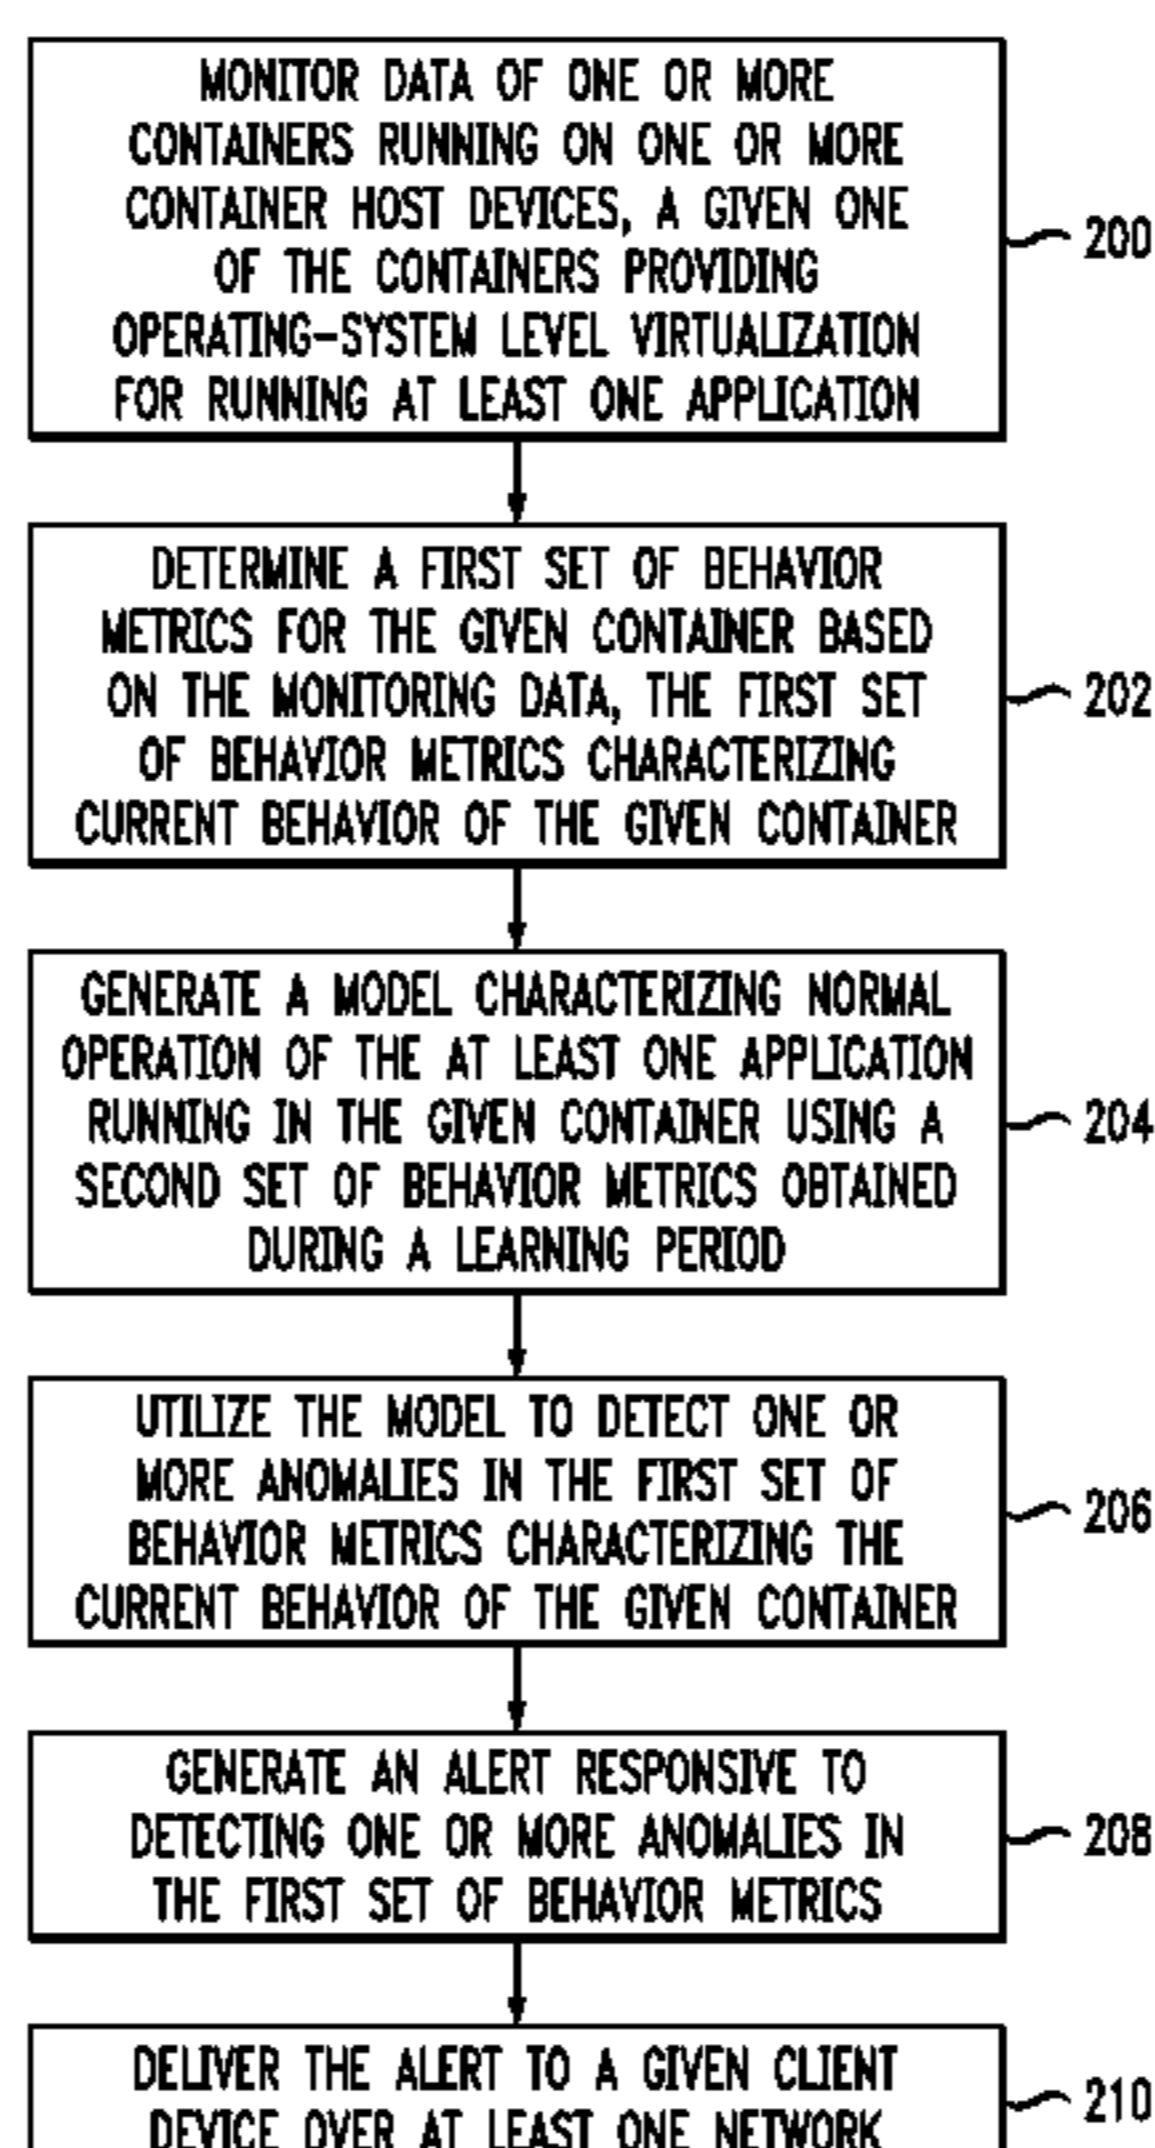 MONITOR DATA OF ONE OR MORE
CONTAINERS RUNNING ON ONE OR MORE
CONTAINER HOST DEVICES, A GIVEN ONE
OF THE CONTAINERS PROVIDING
OPERATING-SYSTEM LEVEL VIRTUALIZATION
FOR RUNNING AT LEAST ONE APPLICATION
200
DETERMINE A FIRST SET OF BEHAVIOR
METRICS FOR THE GIVEN CONTAINER BASED
ON THE MONITORING DATA, THE FIRST SET
OF BEHAVIOR METRICS CHARACTERIZING
CURRENT BEHAVIOR OF THE GIVEN CONTAINER
202
GENERATE A MODEL CHARACTERIZING NORMAL
OPERATION OF THE AT LEAST ONE APPLICATION
RUNNING IN THE GIVEN CONTAINER USING A
SECOND SET OF BEHAVIOR METRICS OBTAINED
DURING A LEARNING PERIOD
204
UTILIZE THE MODEL TO DETECT ONE OR
MORE ANOMALIES IN THE FIRST SET OF
BEHAVIOR METRICS CHARACTERIZING THE
CURRENT BEHAVIOR OF THE GIVEN CONTAINER
206
GENERATE AN ALERT RESPONSIVE TO
DETECTING ONE OR MORE ANOMALIES IN
THE FIRST SET OF BEHAVIOR METRICS
208
DELIVER THE ALERT TO A GIVEN CLIENT
DEVICE OVER AT LEAST ONE NETWORK
210